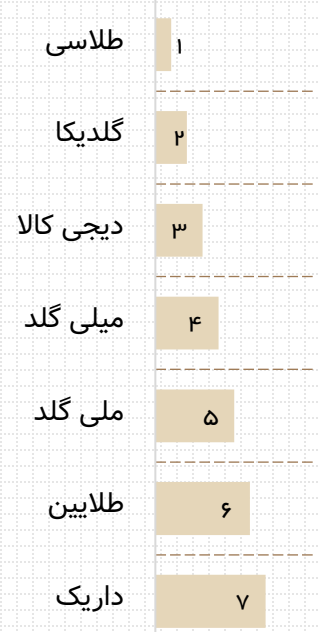 طلاسی ۱
گلدیکا ۲
دیجی کالا ۳
میلی گلد ۴
ملی گلد ۵
طلایین ۶
داریک ۷